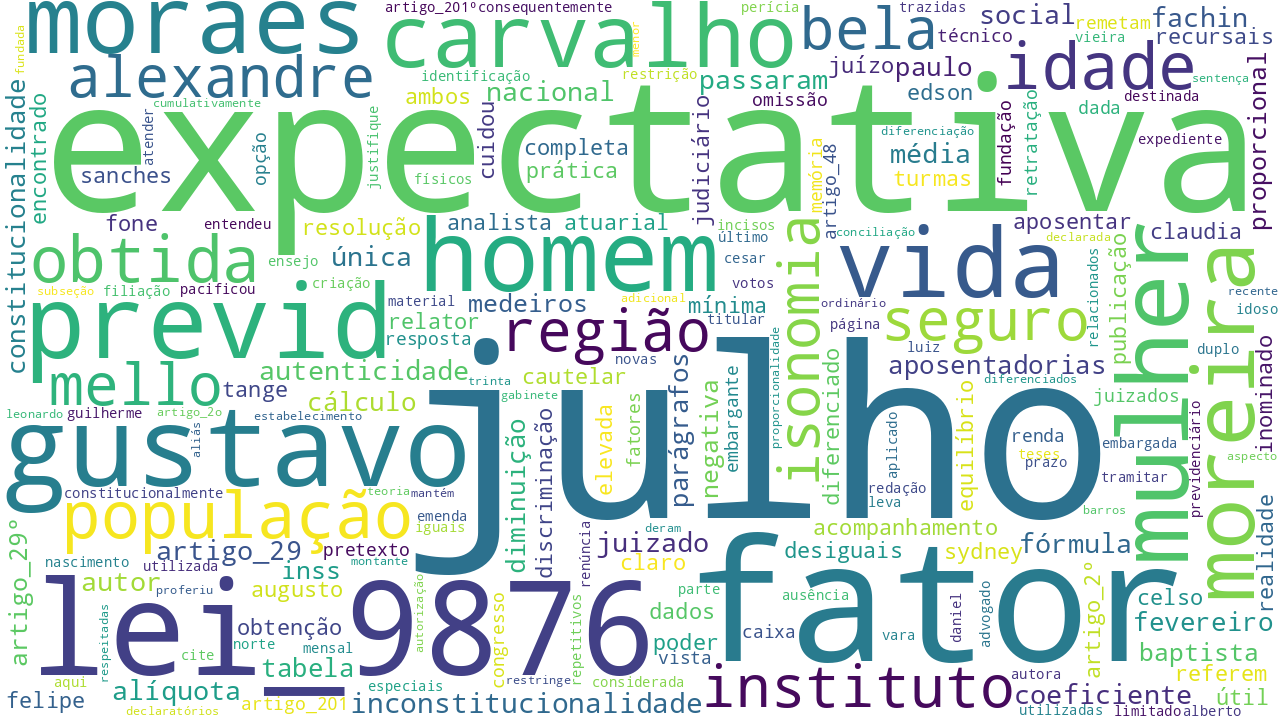 moraes
artigo_201º
consequentemente
carvalho
perícia
bela
trazidas
técnico
social
remetam
vieira
fachin
recursais
fundada
menor
alexandre
identificação
restrição
passaram
juízo
paulo
idade
sentença
constitucionalidade
encontrado
cumulativamente
ambos
nacional
omissão
edson
dada
destinada
proporcional
expectativa
atender
opção
justifique
cuidou
completa
prática
físicos
sanches
judiciário
memória
artigo_48
diferenciação
média
turmas
fundação
retratação
expediente
fone
entendeu
resolução
analista
atuarial
incisos
último
conciliação
aposentar
declarada
claudia
obtida
ensejo
única
homem
cesar
isonomia
vida
relacionados
publicação
mulher
moreira
recente
idoso
subseção
filiação
pacificou
criação
material
medeiros
adicional
mínima
votos
titular
ordinário
página
seguro
previd
relator
resposta
região
proporcionalidade
luiz
duplo
inominado
mello
tange
autenticidade
trinta
cautelar
novas
parágrafos
aposentadorias
diferenciados
juizados
aspecto
leonardo
guilherme
artigo_2o
cálculo
gabinete
estabelecimento
gustavo
aliás
julho
negativa
embargante
diferenciado
aplicado
equilíbrio
renda
teses
prazo
embargada
tramitar
previdenciário
constitucionalmente
teoria
mantém
diminuição
discriminação
elevada
fatores
redação
leva
barros
realidade
população
emenda
iguais
deram
acompanhamento
artigo_29º
nascimento
artigo_29
utilizada
pretexto
montante
renúncia
juizado
claro
desiguais
sydney
fórmula
autor
proferiu
inss
augusto
lei_9876
autorização
congresso
repetitivos
parte
dados
ausência
fator
daniel
advogado
artigo_2º
celso
fevereiro
respeitadas
cite
norte
obtenção
mensal
tabela
poder
vista
caixa
vara
baptista
aqui
alíquota
especiais
restringe
considerada
autora
referem
felipe
declaratórios
artigo_201
inconstitucionalidade
instituto
coeficiente
utilizadas
limitado
alberto
útil